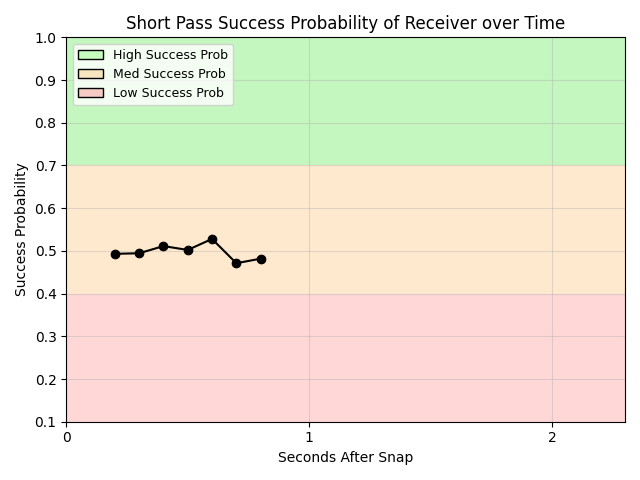 Short Pass Success Probability of Receiver over Time
1.0
High Success Prob
Med Success Prob
Low Success Prob
0.9
0.8
0.7
0.6
0.5
0.4
0.3
0.2
0.1
Success Probability
0 1 2
Seconds After Snap